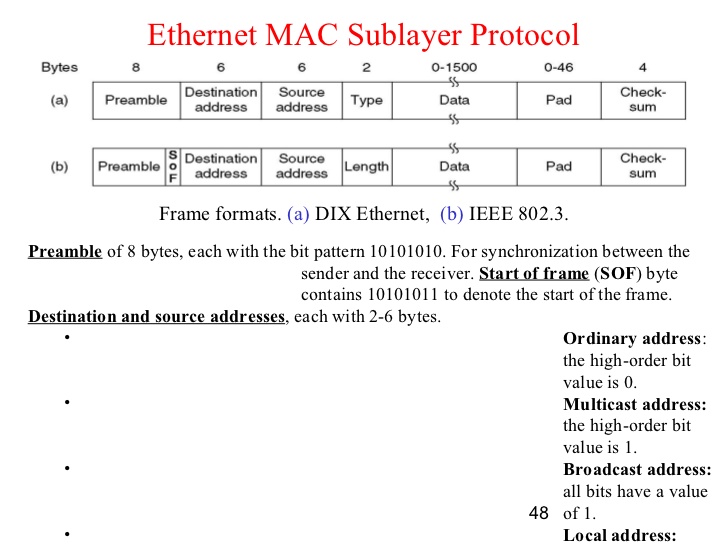 Ethernet MAC Sublayer Protocol
Bytes 8 6 6 2 0-1500 0-46 4
(a) Preamble Destination address Source address Type Data Pad Check-sum
(b) Preamble SoF Destination address Source address Length Data Pad Check-sum
Frame formats. (a) DIX Ethernet, (b) IEEE 802.3.
Preamble of 8 bytes, each with the bit pattern 10101010. For synchronization between the
sender and the receiver. Start of frame (SOF) byte
contains 10101011 to denote the start of the frame.
Destination and source addresses, each with 2-6 bytes.
• Ordinary address:
the high-order bit
value is 0.
• Multicast address:
the high-order bit
value is 1.
• Broadcast address:
all bits have a value
of 1.
48
• Local address: